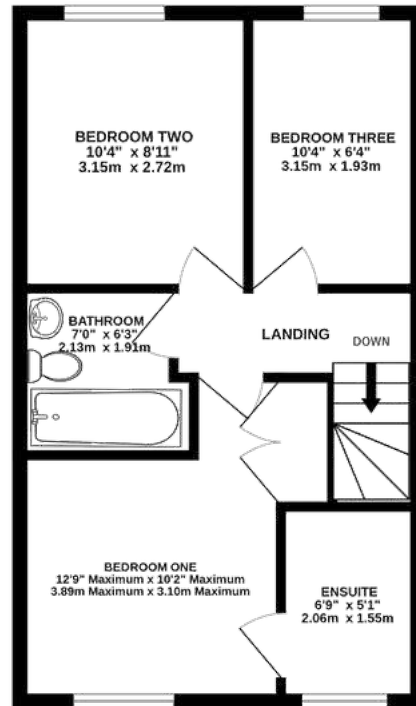 BEDROOM TWO
10'4" x 8'11"
3.15m x 2.72m
BEDROOM THREE
10'4" x 6'4"
3.15m x 1.93m
BATHROOM
7'0" x 6'3"
2.13m x 1.91m
LANDING
DOWN
BEDROOM ONE
12'9" Maximum x 10'2" Maximum
3.89m Maximum x 3.10m Maximum
ENSUITE
6'9" x 5'1"
2.06m x 1.55m